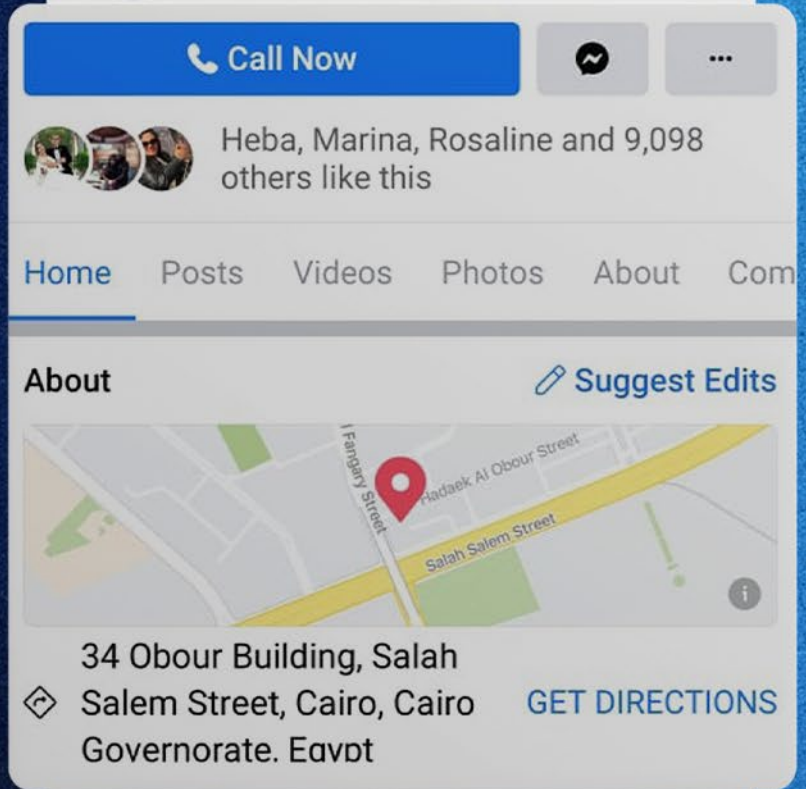 Call Now
Heba, Marina, Rosaline and 9,098
others like this
Home Posts Videos Photos About Com
About
Suggest Edits
Fangary Street
Hadaek Al Obour Street
Salah Salem Street
34 Obour Building, Salah
Salem Street, Cairo, Cairo
Governorate, Egypt
GET DIRECTIONS